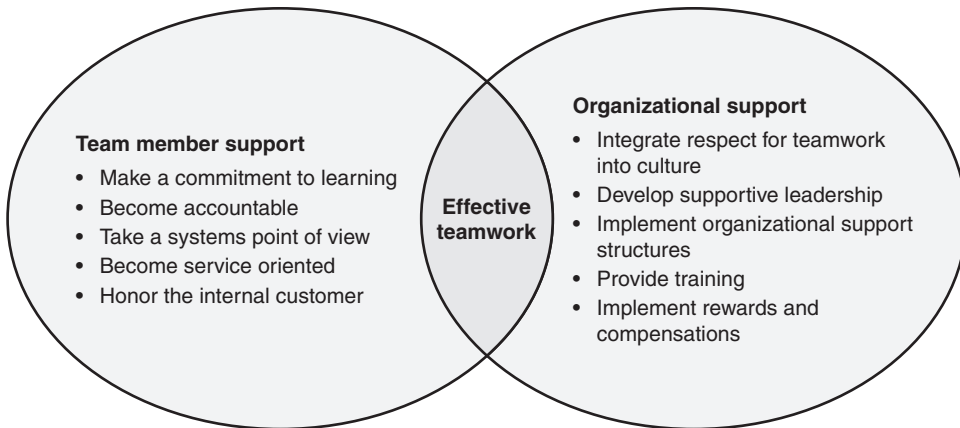 Team member support
• Make a commitment to learning
• Become accountable
• Take a systems point of view
• Become service oriented
• Honor the internal customer
Effective
teamwork
Organizational support
• Integrate respect for teamwork
into culture
• Develop supportive leadership
• Implement organizational support
structures
• Provide training
• Implement rewards and
compensations